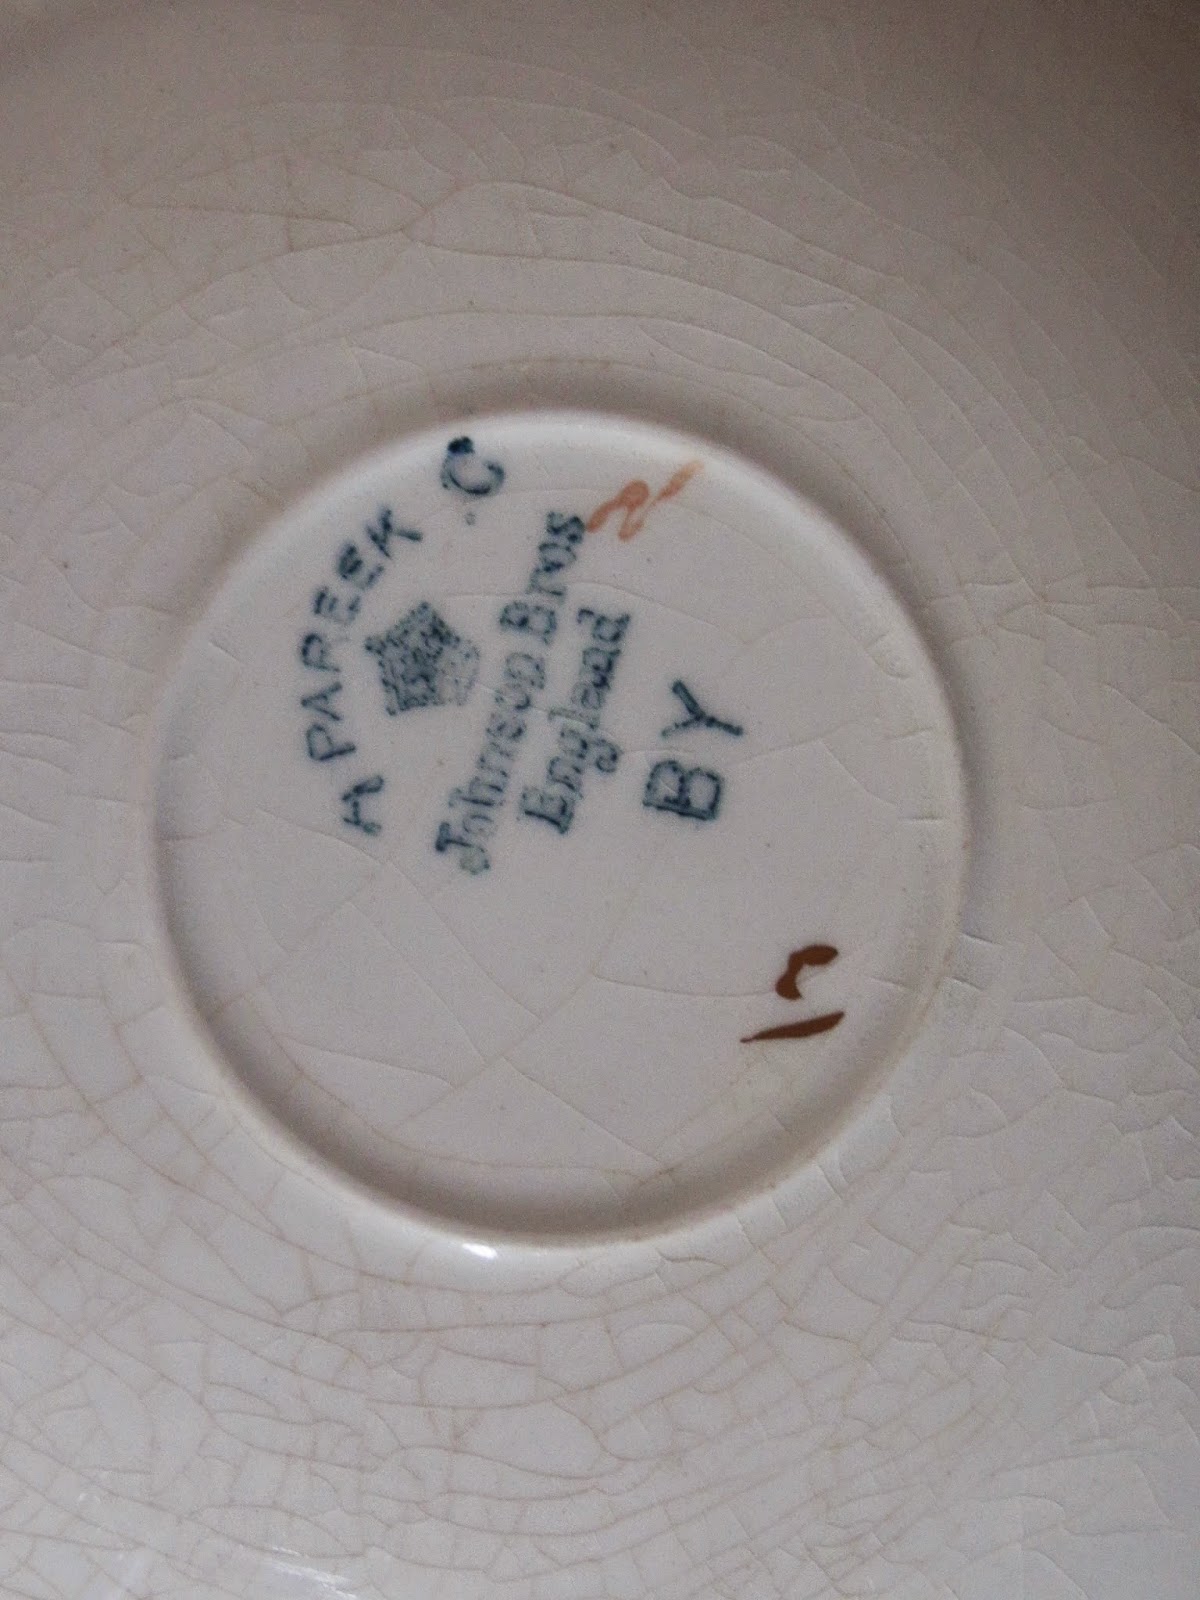 A PAREEK C
Johnson Bros
England
BY